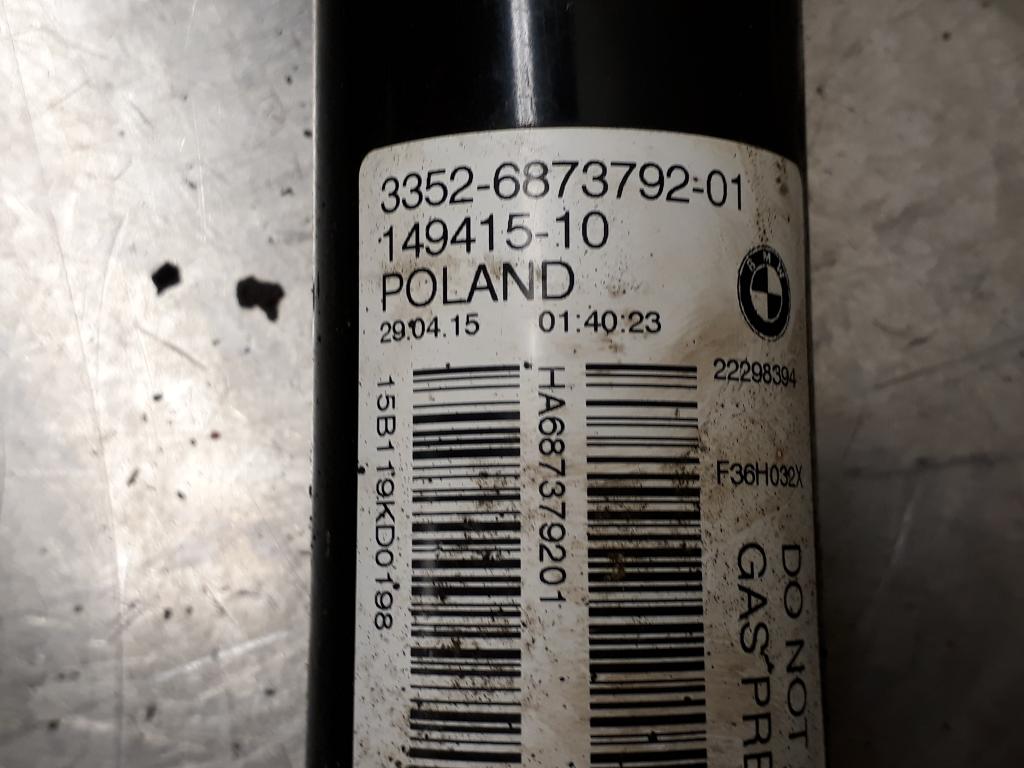 3352-6873792-01
149415-10
POLAND
29.04.15 01:40:23
BMW
22298394
F36H032X
15B119KD0198
HA687379201
DO NOT
GAS PRE